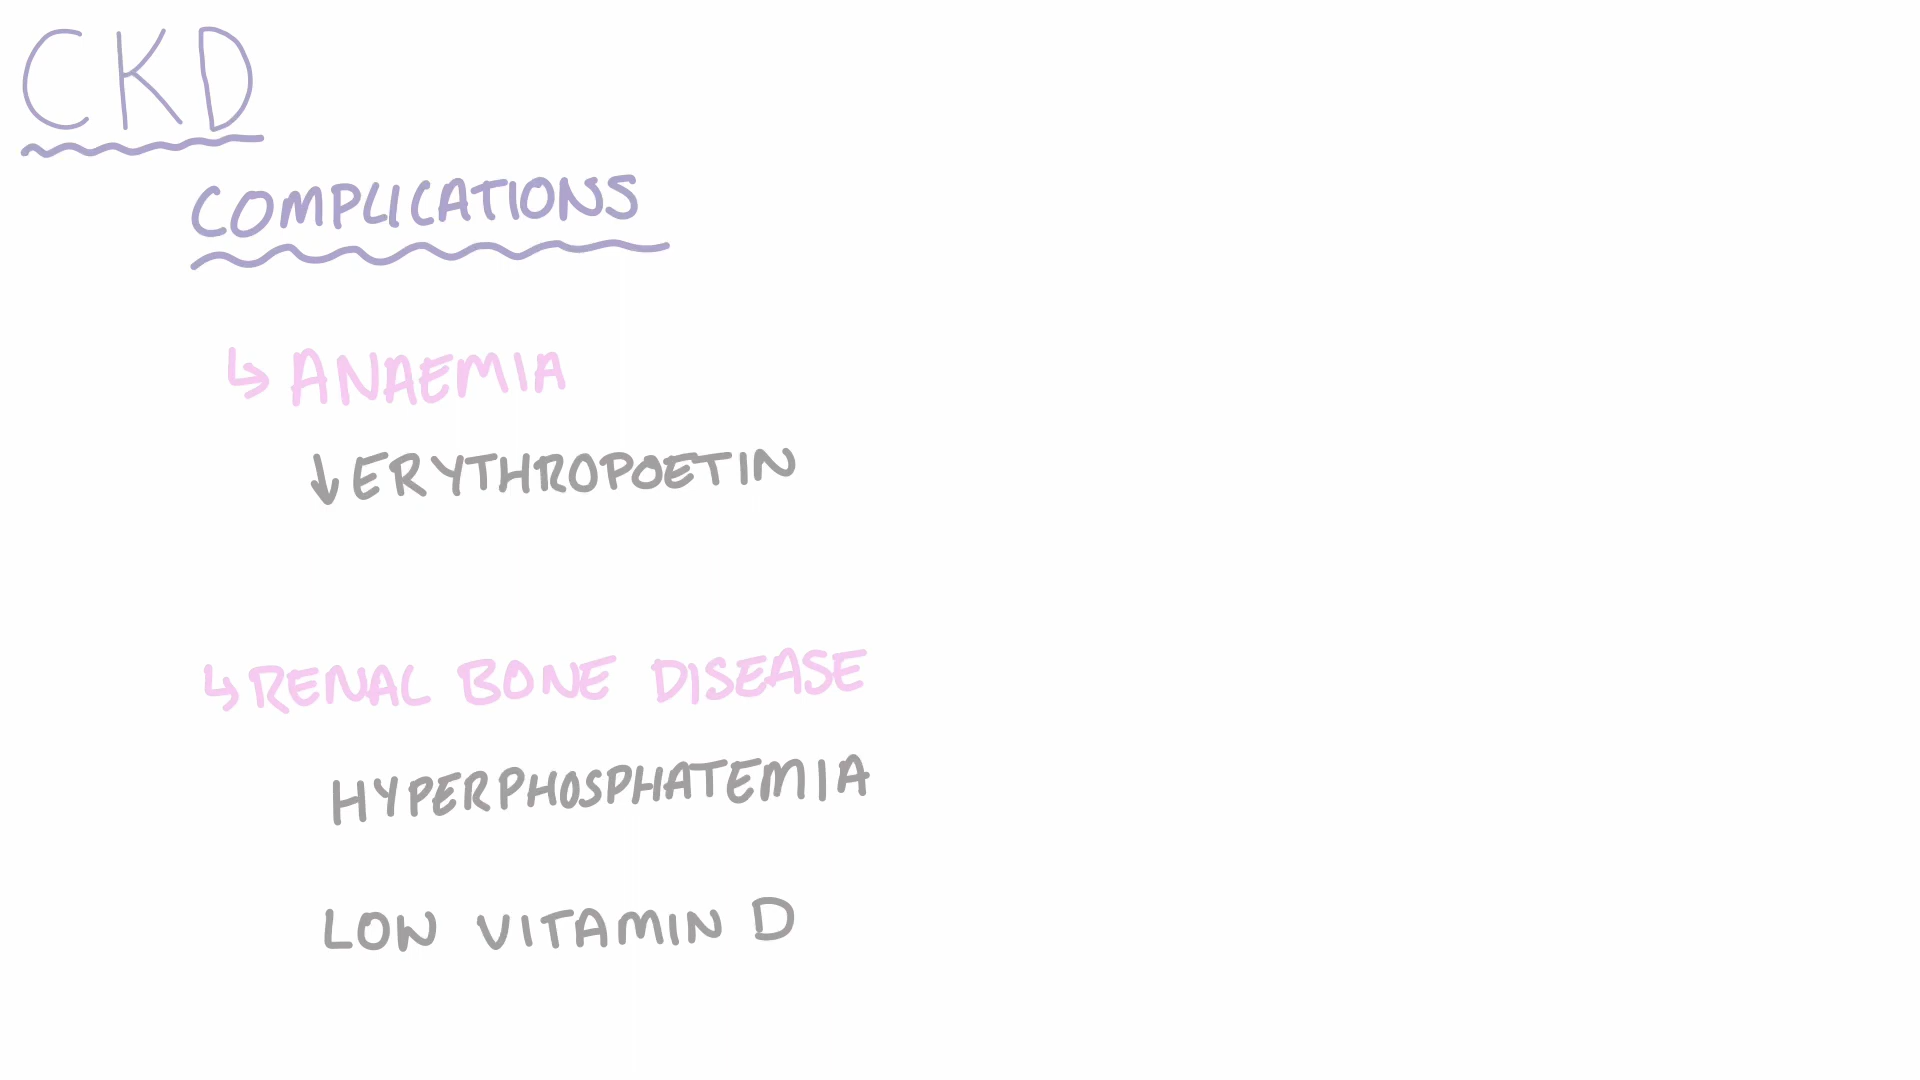 CKD
COMPLICATIONS
↳ ANAEMIA
↓ ERYTHROPOETIN
↳ RENAL BONE DISEASE
HYPERPHOSPHATEMIA
LOW VITAMIN D